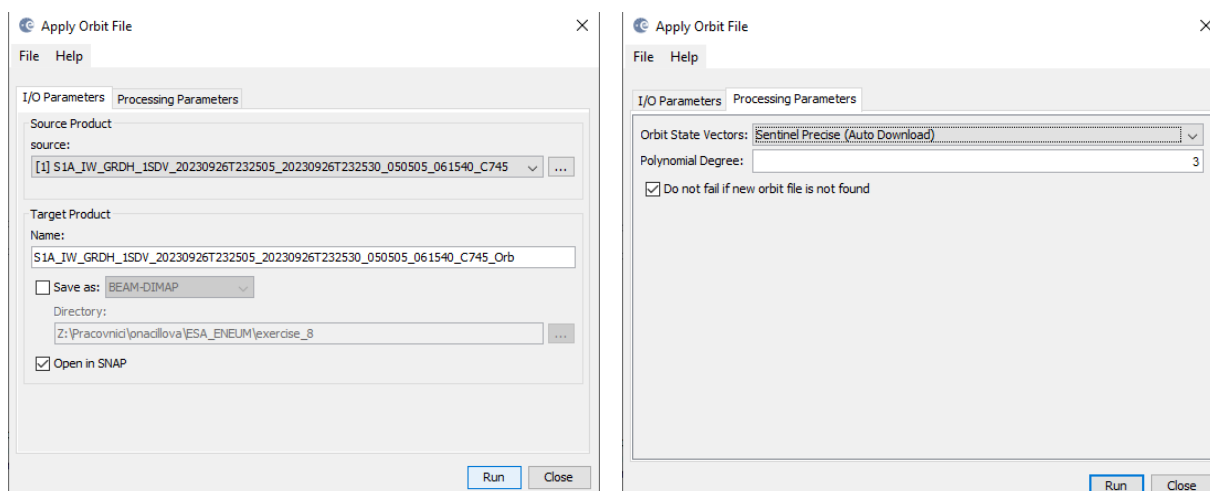 Apply Orbit File
File Help
I/O Parameters Processing Parameters
Source Product
source:
[1] S1A_IW_GRDH_1SDV_20230926T232505_20230926T232530_050505_061540_C745 ...
Target Product
Name:
S1A_IW_GRDH_1SDV_20230926T232505_20230926T232530_050505_061540_C745_Orb
Save as: BEAM-DIMAP
Directory:
Z:\Pracovnici\onacillova\ESA_ENEUM\exercise_8 ...
Open in SNAP
Run Close
Apply Orbit File
File Help
I/O Parameters Processing Parameters
Orbit State Vectors: Sentinel Precise (Auto Download)
Polynomial Degree: 3
Do not fail if new orbit file is not found
Run Close